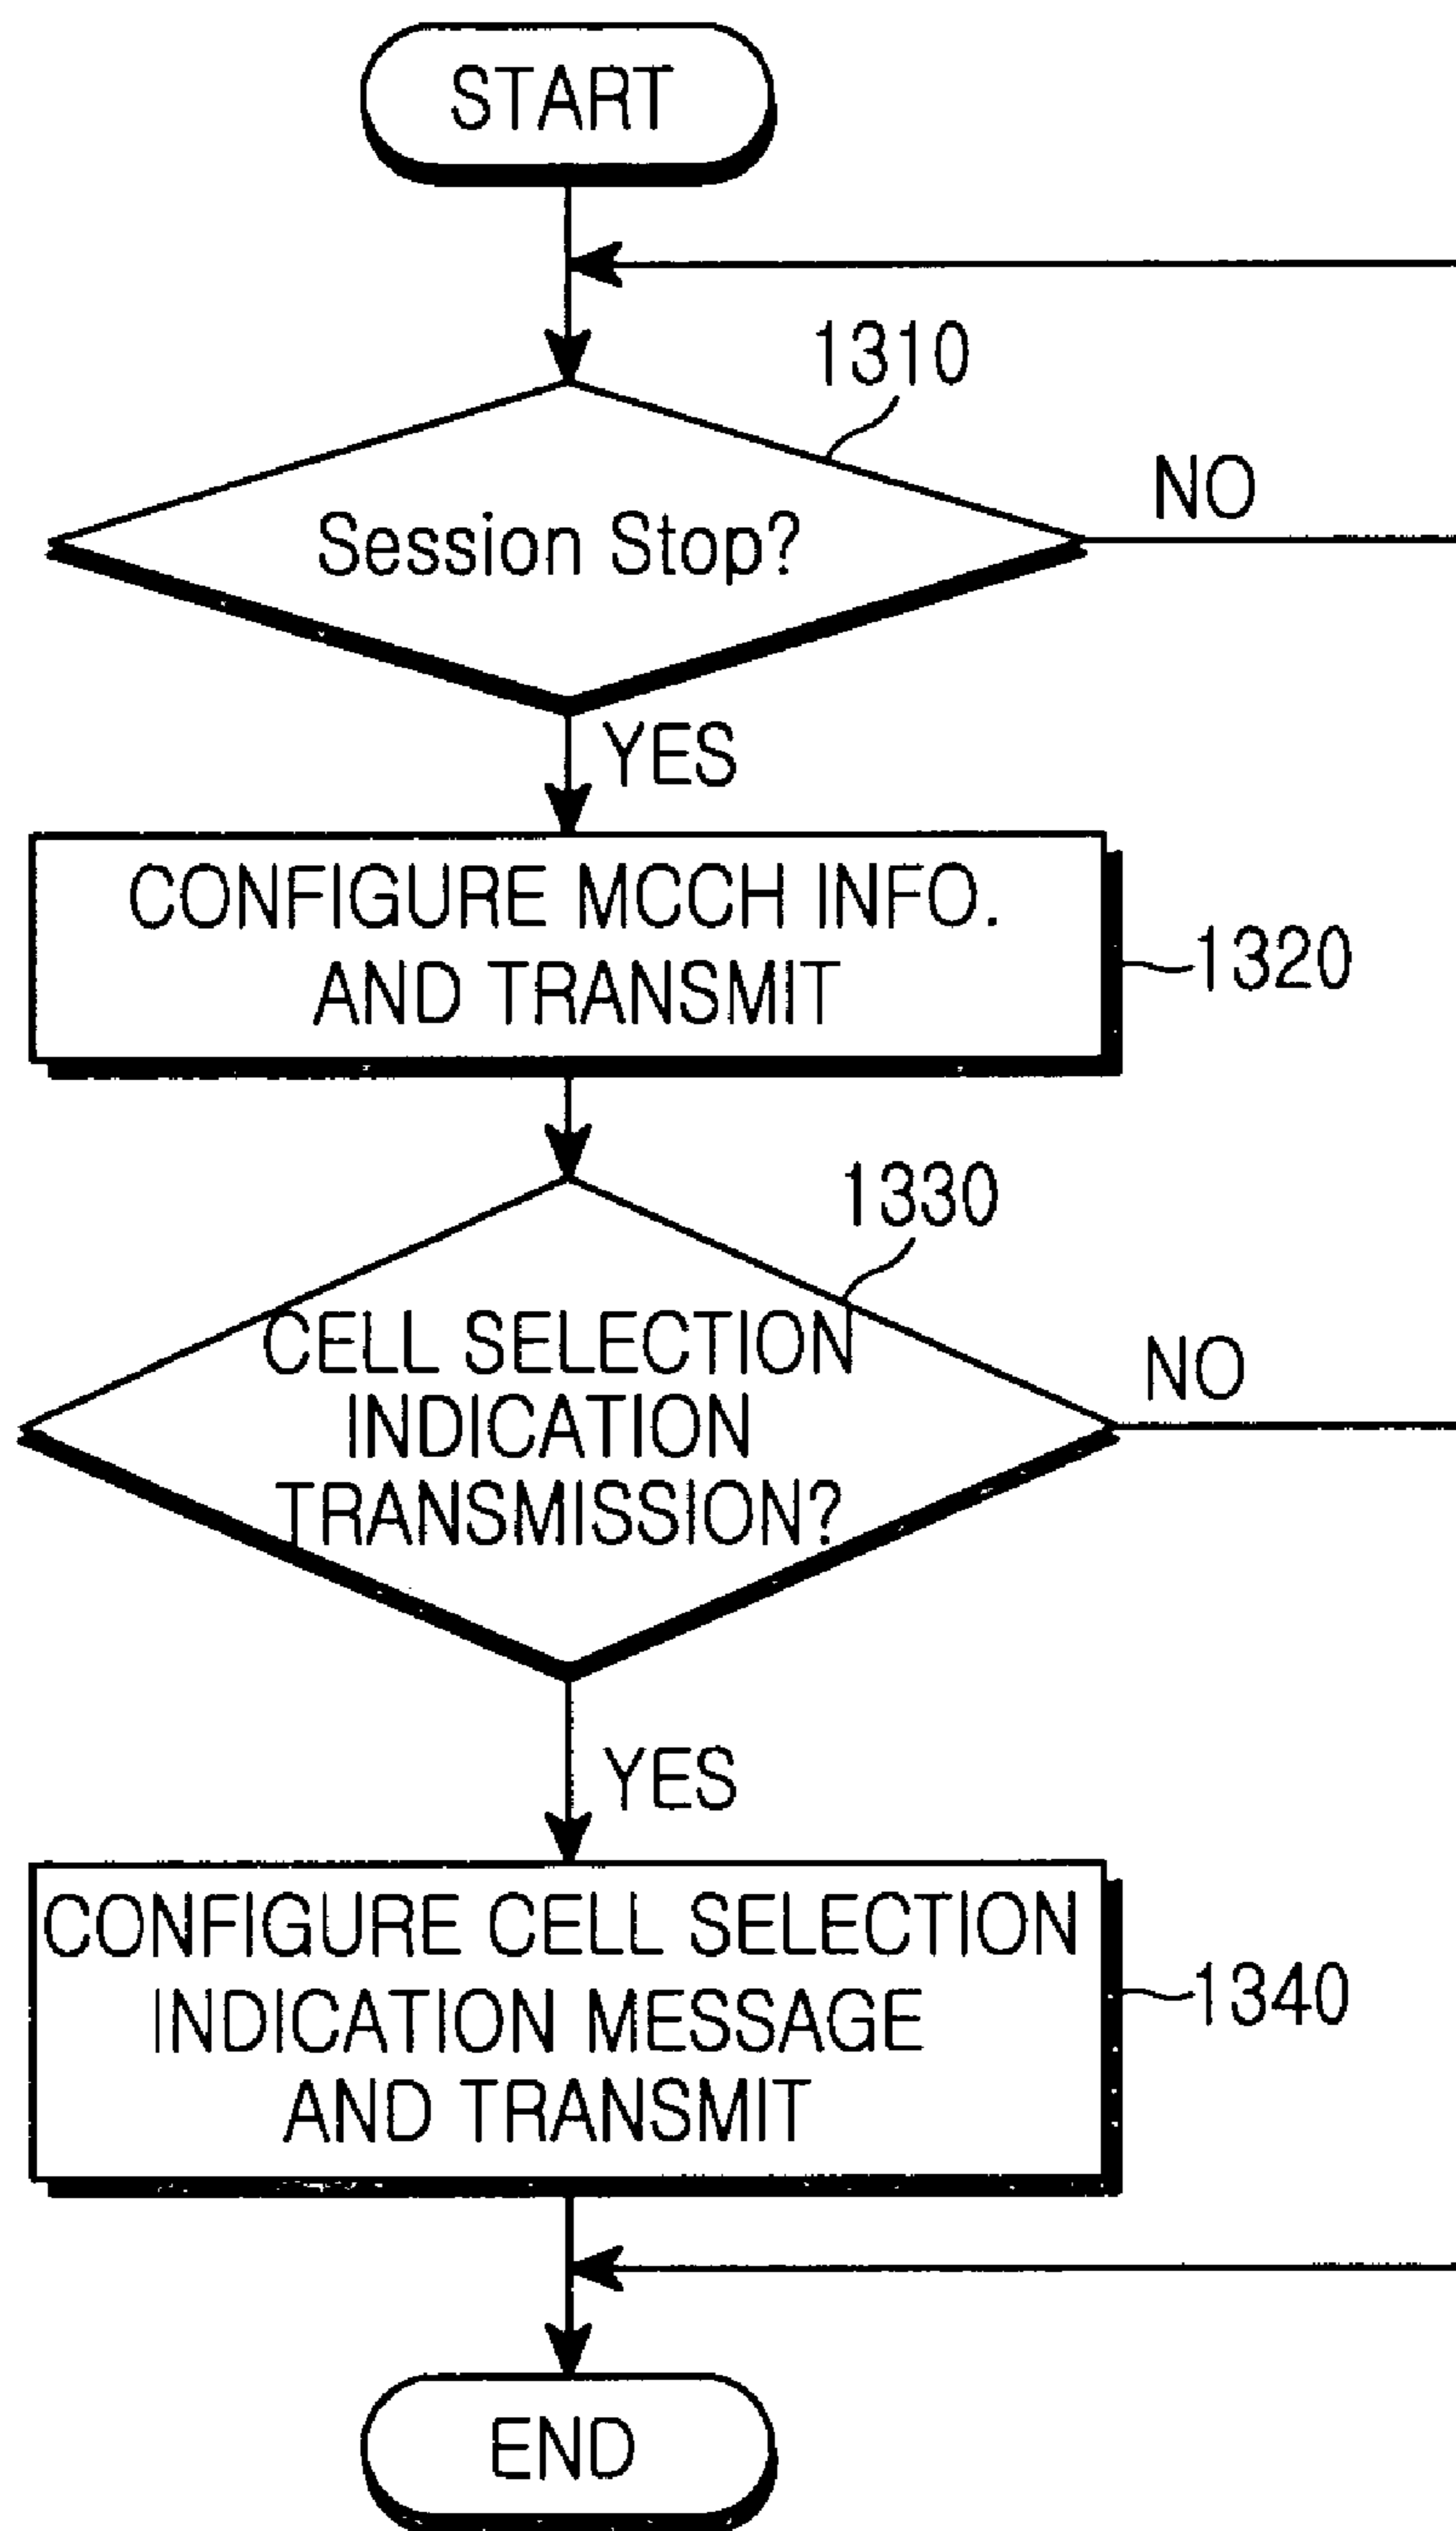 START
1310
Session Stop?
NO
YES
CONFIGURE MCCH INFO.
AND TRANSMIT
1320
1330
CELL SELECTION
INDICATION
TRANSMISSION?
NO
YES
CONFIGURE CELL SELECTION
INDICATION MESSAGE
AND TRANSMIT
1340
END